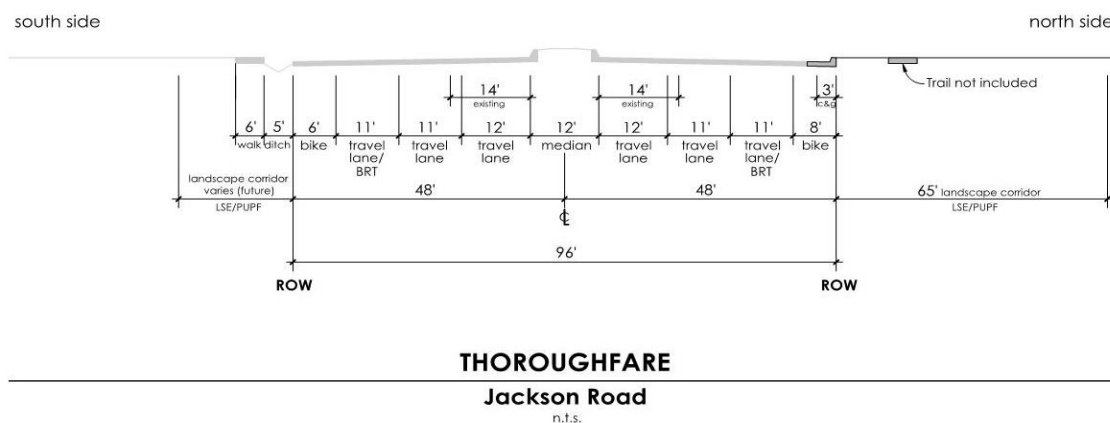 south side
north side
Trail not included
14'
existing
14'
existing
3'
c&g
6'
walk
5'
ditch
6'
bike
11'
travel
lane/
BRT
11'
travel
lane
12'
travel
lane
12'
median
12'
travel
lane
11'
travel
lane
11'
travel
lane/
BRT
8'
bike
landscape corridor
varies (future)
LSE/PUPF
48'
48'
65' landscape corridor
LSE/PUPF
℄
96'
ROW
ROW
THOROUGHFARE
Jackson Road
n.t.s.